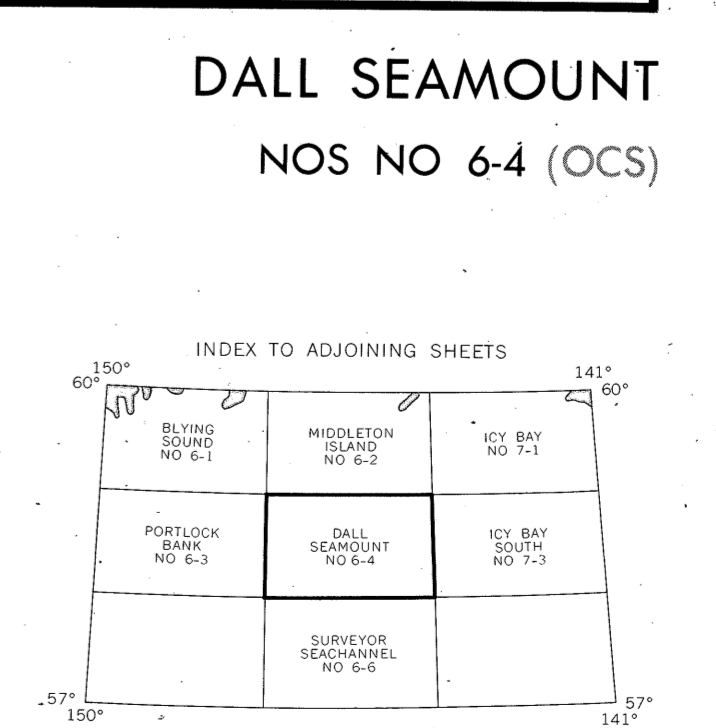 DALL SEAMOUNT
NOS NO 6-4 (OCS)
INDEX TO ADJOINING SHEETS
150°
141°
60°
60°
BLYING
SOUND
NO 6-1
MIDDLETON
ISLAND
NO 6-2
ICY BAY
NO 7-1
PORTLOCK
BANK
NO 6-3
DALL
SEAMOUNT
NO 6-4
ICY BAY
SOUTH
NO 7-3
SURVEYOR
SEACHANNEL
NO 6-6
57°
57°
150°
141°